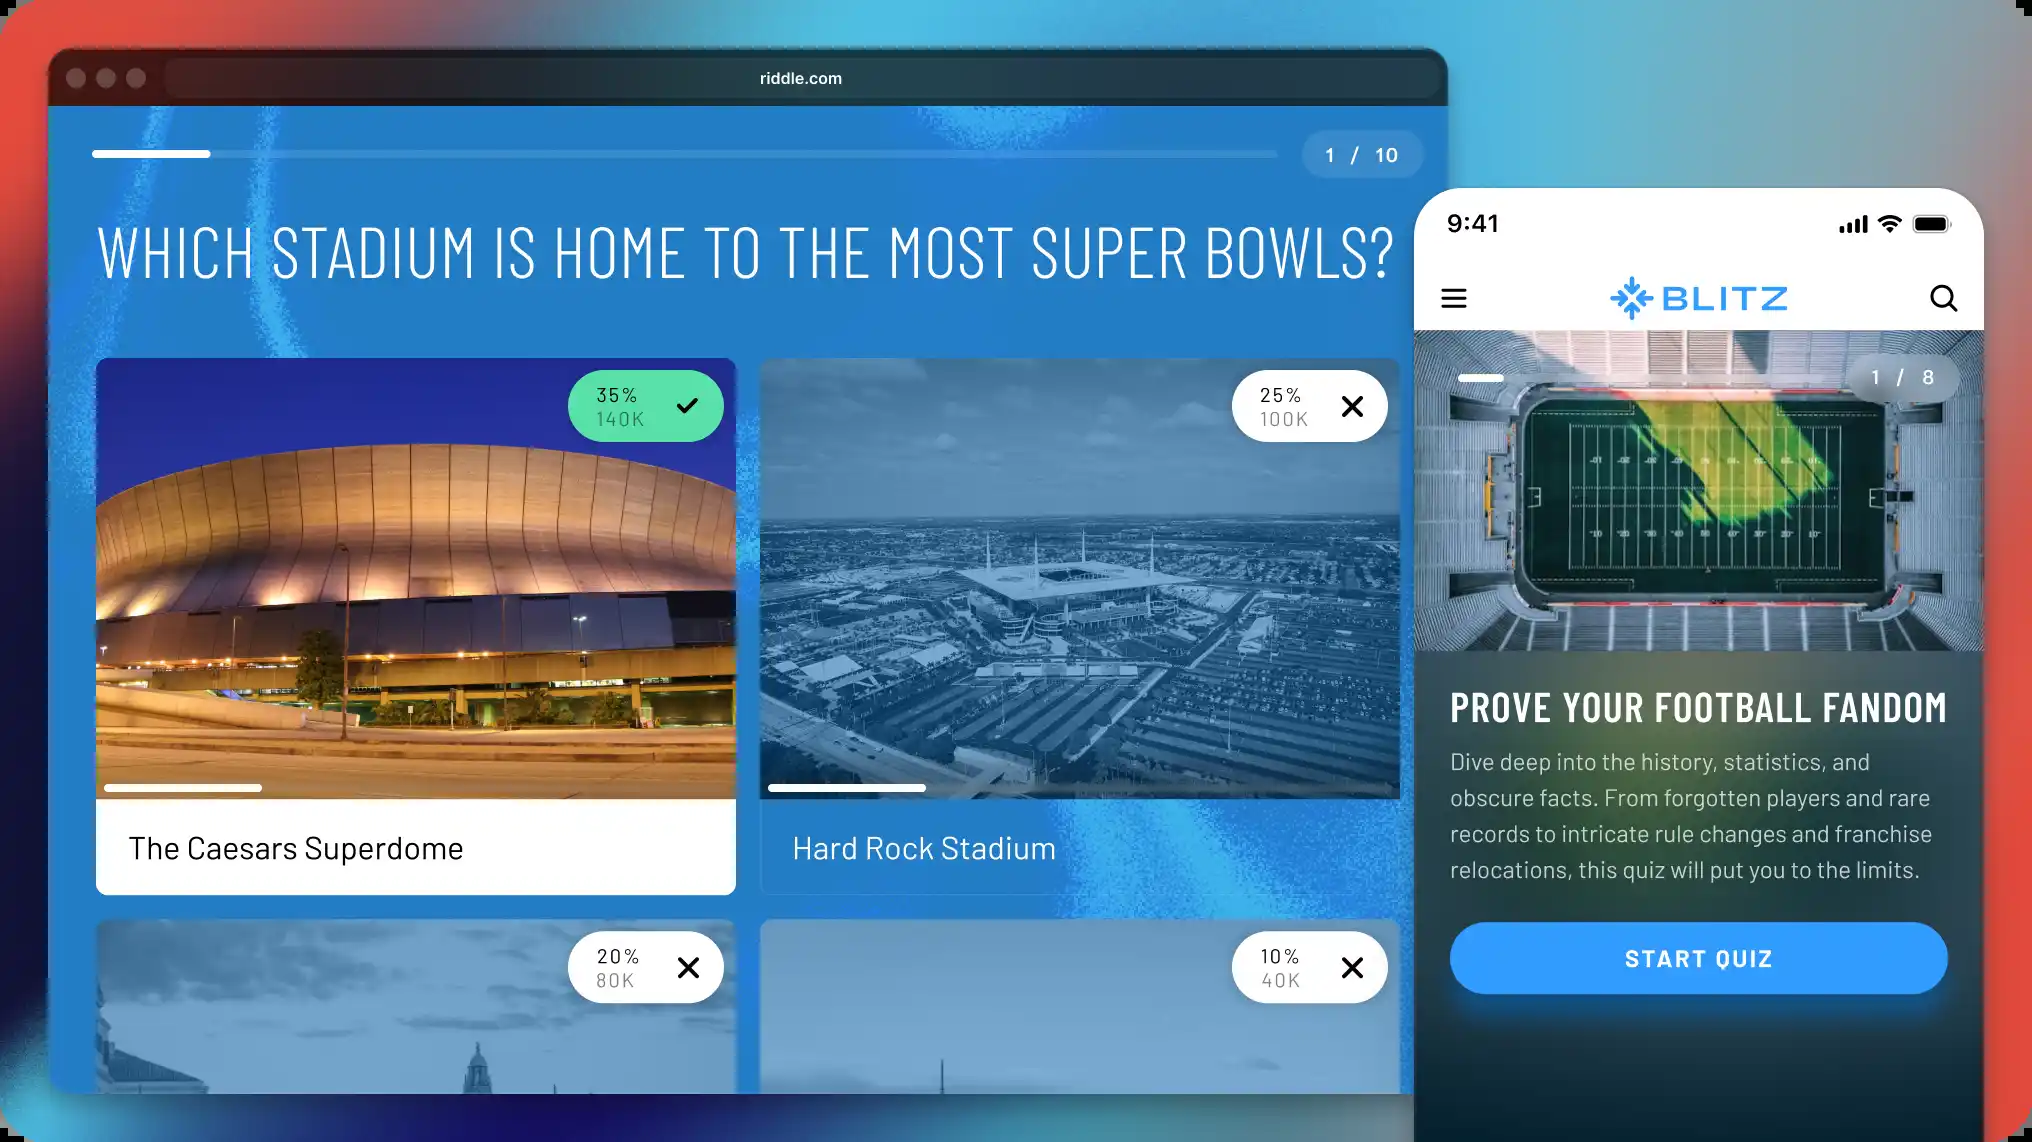 riddle.com
1 / 10
WHICH STADIUM IS HOME TO THE MOST SUPER BOWLS?
35%
140K
25%
100K
The Caesars Superdome
Hard Rock Stadium
20%
80K
10%
40K
9:41
BLITZ
1 / 8
PROVE YOUR FOOTBALL FANDOM
Dive deep into the history, statistics, and
obscure facts. From forgotten players and rare
records to intricate rule changes and franchise
relocations, this quiz will put you to the limits.
START QUIZ